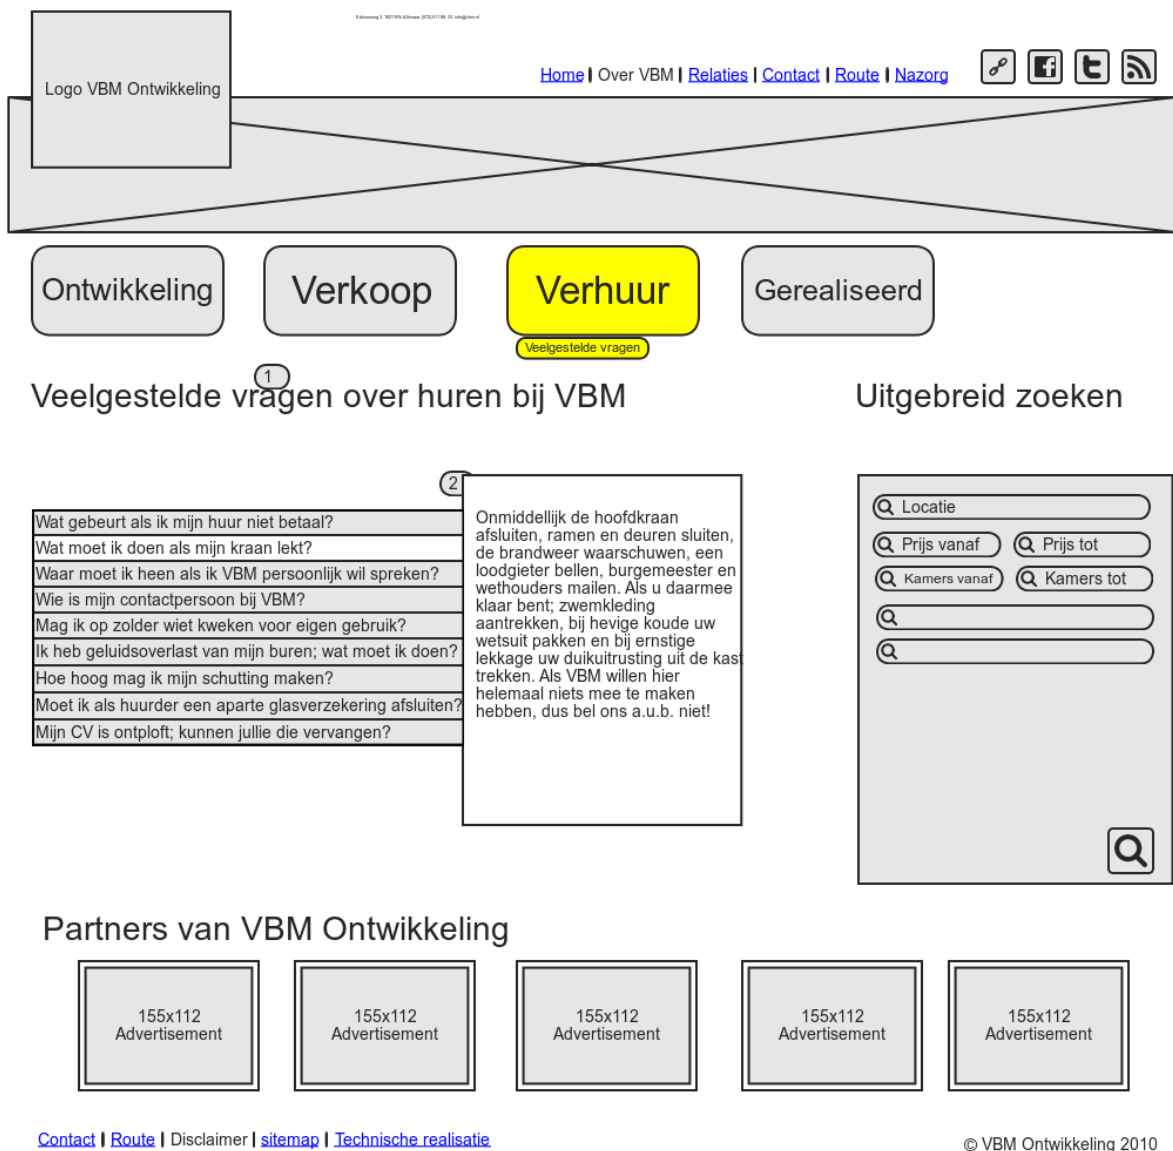 Logo VBM Ontwikkeling
Home | Over VBM | Relaties | Contact | Route | Nazorg
Ontwikkeling
Verkoop
Verhuur
Gerealiseerd
Veelgestelde vragen
1
Veelgestelde vragen over huren bij VBM
Uitgebreid zoeken
2
Wat gebeurt als ik mijn huur niet betaal?
Wat moet ik doen als mijn kraan lekt?
Waar moet ik heen als ik VBM persoonlijk wil spreken?
Wie is mijn contactpersoon bij VBM?
Mag ik op zolder wiet kweken voor eigen gebruik?
Ik heb geluidsoverlast van mijn buren; wat moet ik doen?
Hoe hoog mag ik mijn schutting maken?
Moet ik als huurder een aparte glasverzekering afsluiten?
Mijn CV is ontploft; kunnen jullie die vervangen?
Onmiddellijk de hoofdkraan
afsluiten, ramen en deuren sluiten,
de brandweer waarschuwen, een
loodgieter bellen, burgemeester en
wethouders mailen. Als u daarmee
klaar bent; zwemkleding
aantrekken, bij hevige koude uw
wetsuit pakken en bij ernstige
lekkage uw duikuitrusting uit de kast
trekken. Als VBM willen hier
helemaal niets mee te maken
hebben, dus bel ons a.u.b. niet!
Locatie
Prijs vanaf
Prijs tot
Kamers vanaf
Kamers tot
Partners van VBM Ontwikkeling
155x112
Advertisement
155x112
Advertisement
155x112
Advertisement
155x112
Advertisement
155x112
Advertisement
Contact | Route | Disclaimer | sitemap | Technische realisatie
© VBM Ontwikkeling 2010